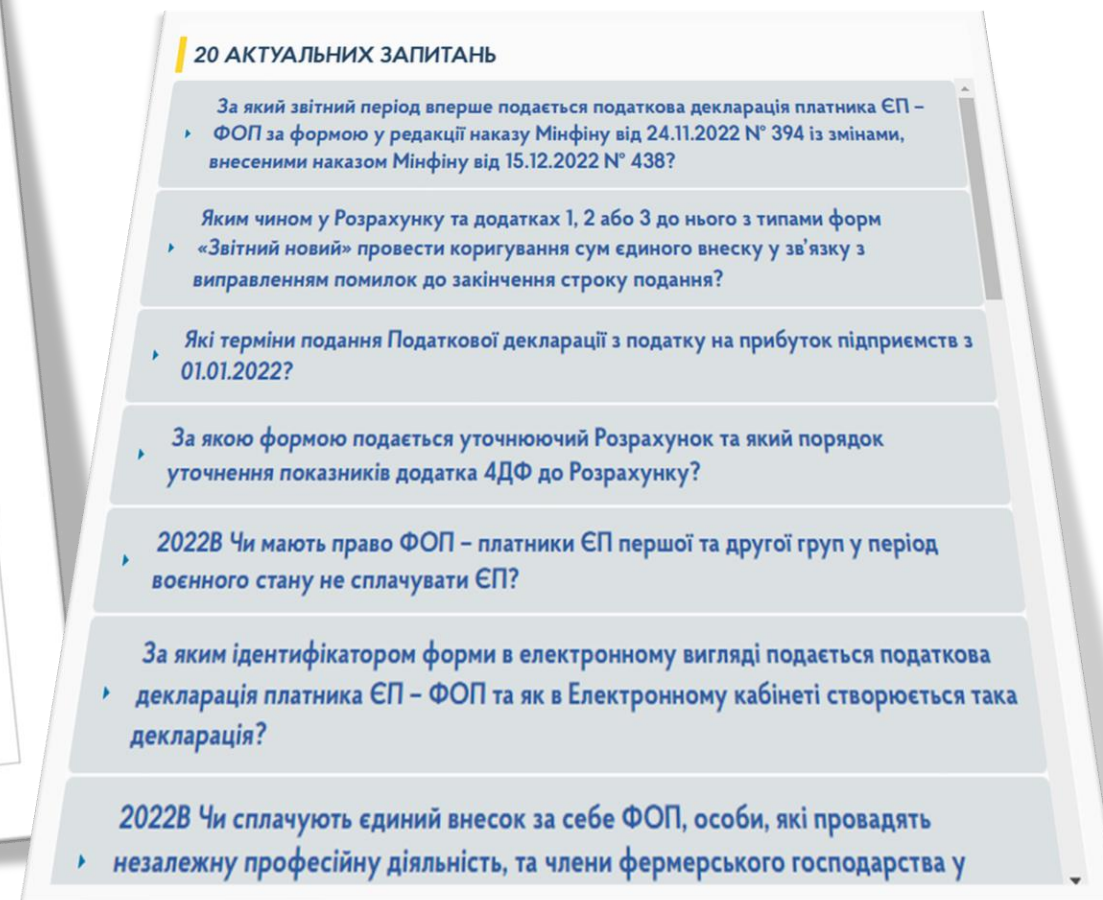 20 АКТУАЛЬНИХ ЗАПИТАНЬ
За який звітний період вперше подається податкова декларація платника ЄП –
ФОП за формою у редакції наказу Мінфіну від 24.11.2022 № 394 із змінами,
внесеними наказом Мінфіну від 15.12.2022 № 438?
Яким чином у Розрахунку та додатках 1, 2 або 3 до нього з типами форм
«Звітний новий» провести коригування сум єдиного внеску у зв’язку з
виправленням помилок до закінчення строку подання?
Які терміни подання Податкової декларації з податку на прибуток підприємств з
01.01.2022?
За якою формою подається уточнюючий Розрахунок та який порядок
уточнення показників додатка 4ДФ до Розрахунку?
2022В Чи мають право ФОП – платники ЄП першої та другої груп у період
воєнного стану не сплачувати ЄП?
За яким ідентифікатором форми в електронному вигляді подається податкова
декларація платника ЄП – ФОП та як в Електронному кабінеті створюється така
декларація?
2022В Чи сплачують єдиний внесок за себе ФОП, особи, які провадять
незалежну професійну діяльність, та члени фермерського господарства у